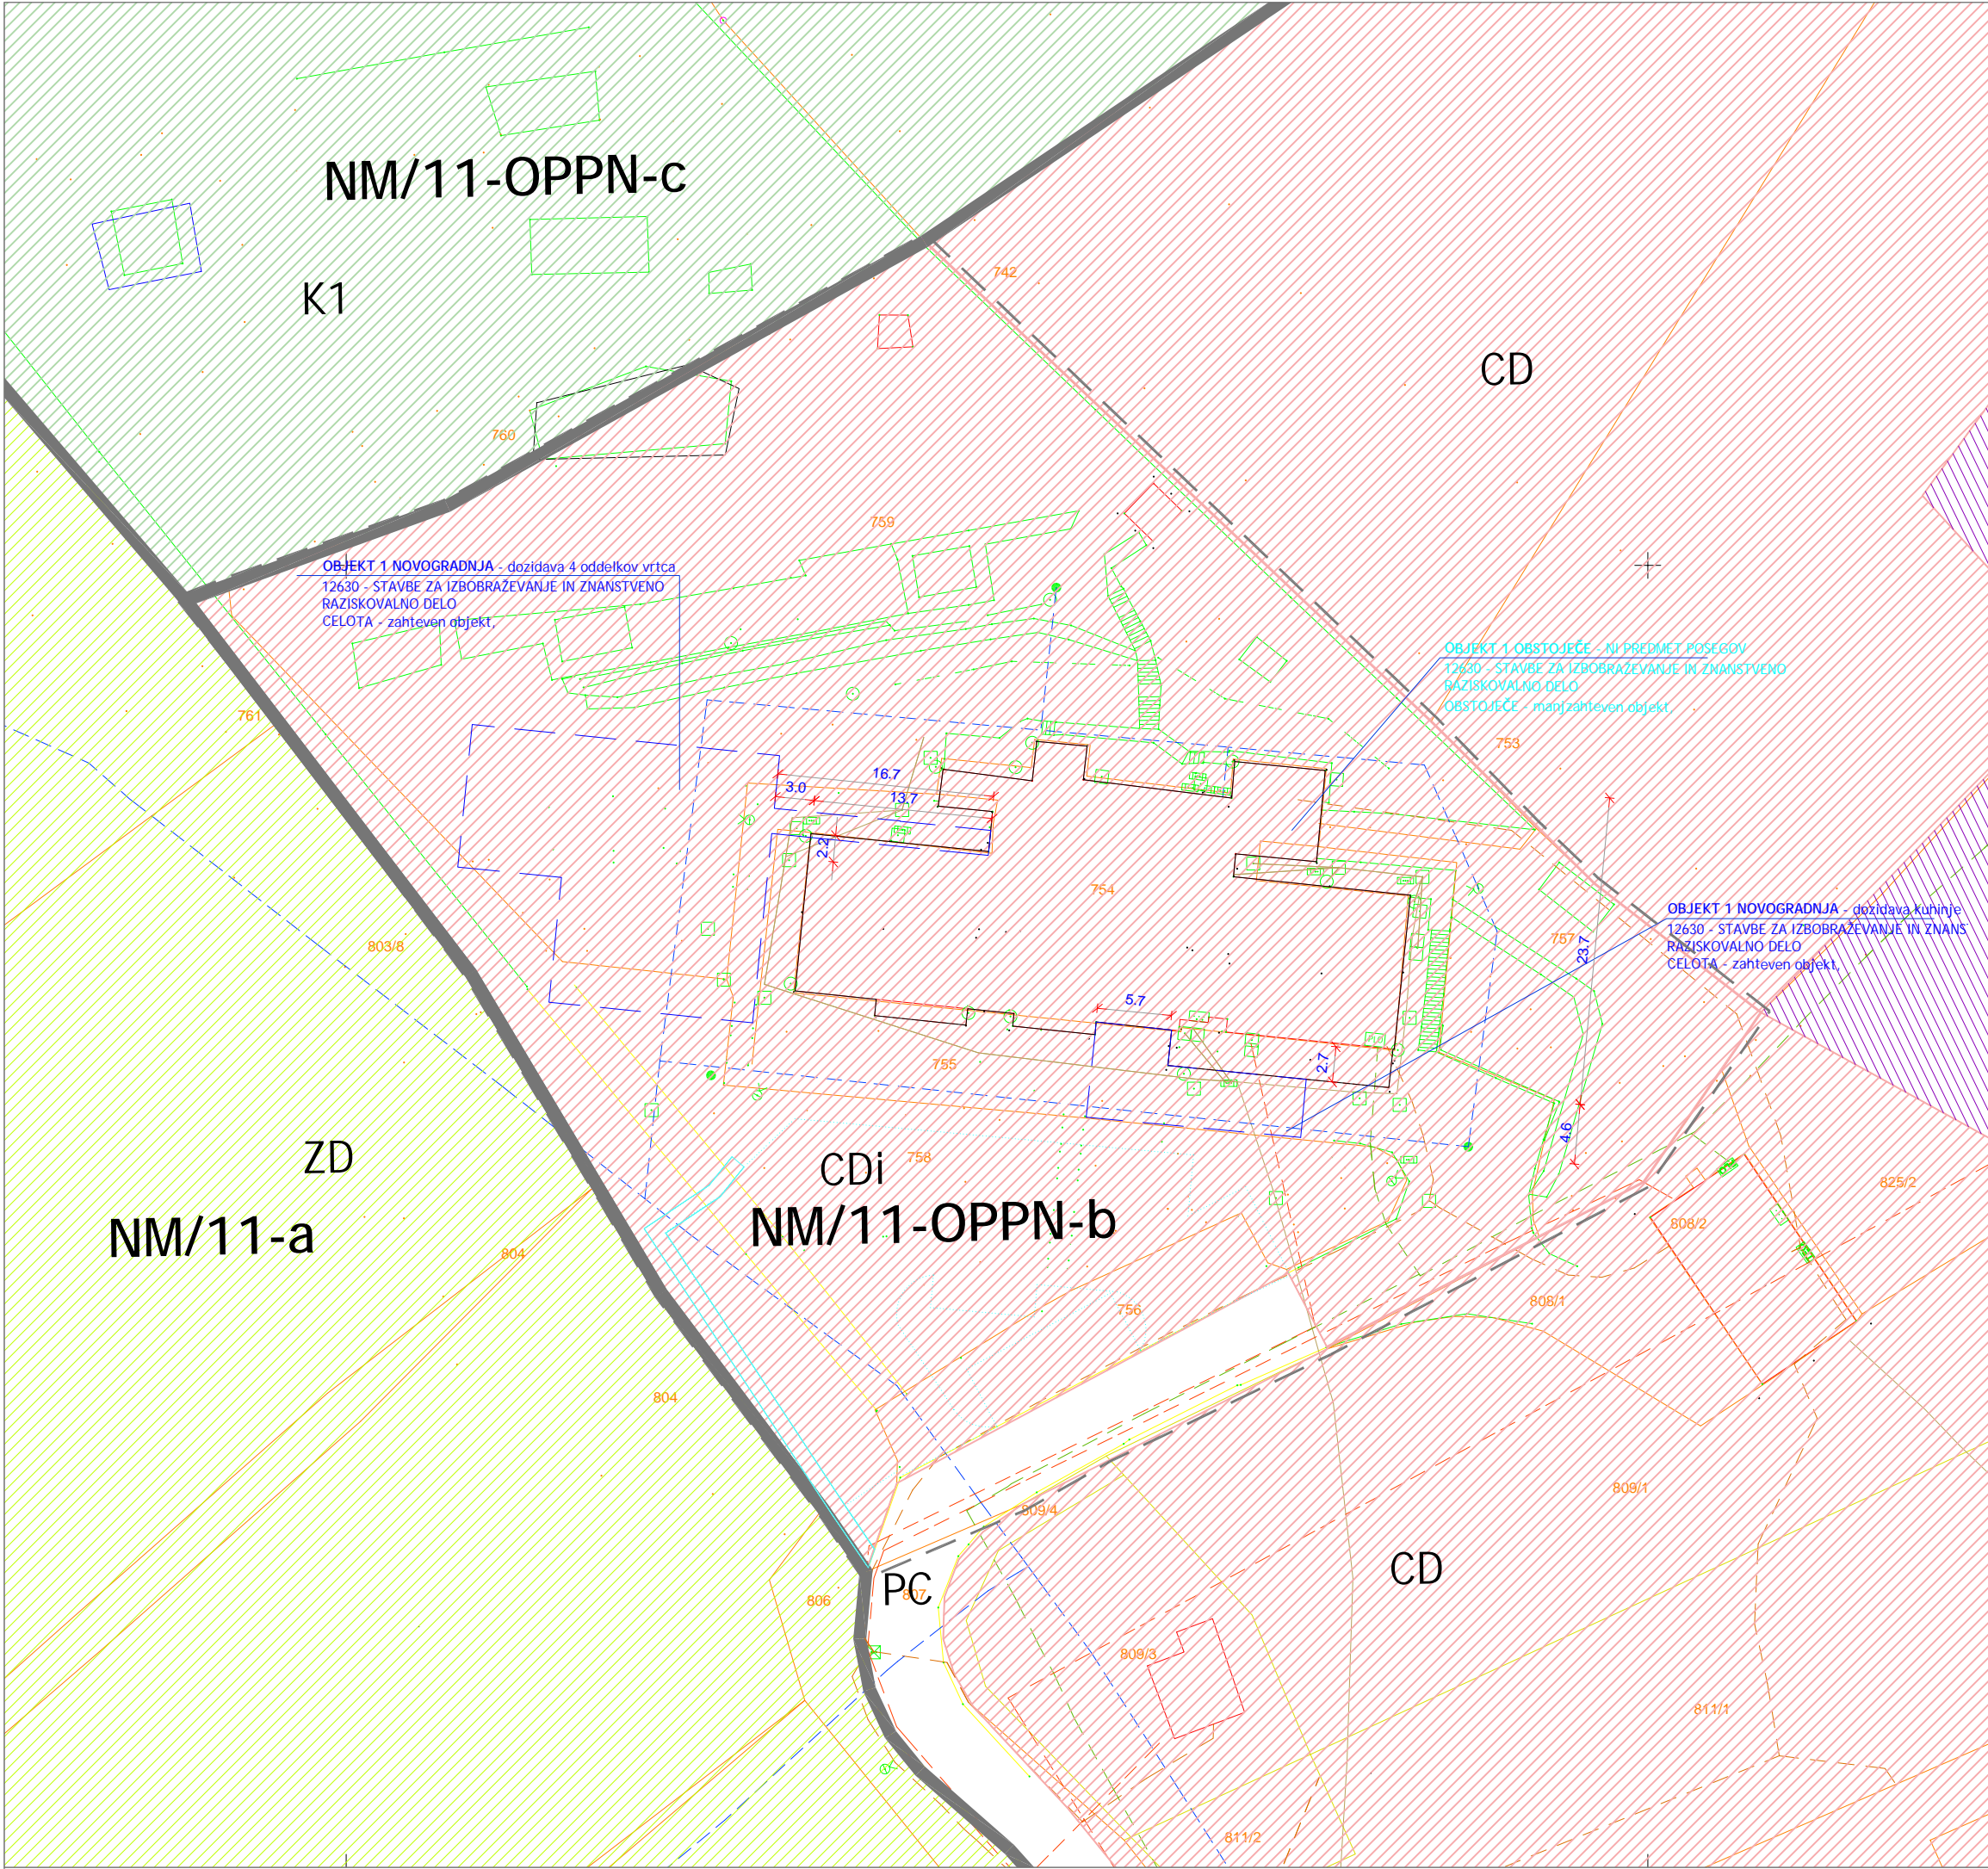 NM/11-OPPN-c
K1
742
CD
760
759
OBJEKT 1 NOVOGRADNJA - dozidava 4 oddelkov vrtca
12630 - STAVBE ZA IZBOBRAŽEVANJE IN ZNANSTVENO
RAZISKOVALNO DELO
CELOTA - zahteven objekt,
OBJEKT 1 OBSTOJEČE - NI PREDMET POSEGOV
12630 - STAVBE ZA IZBOBRAŽEVANJE IN ZNANSTVENO
RAZISKOVALNO DELO
OBSTOJEČE - manjzahteven objekt,
761
753
16.7
3.0
13.7
2.2
754
OBJEKT 1 NOVOGRADNJA - dozidava kuhinje
12630 - STAVBE ZA IZBOBRAŽEVANJE IN ZNANS
RAZISKOVALNO DELO
CELOTA - zahteven objekt,
803/8
757
23.7
5.7
755
2.7
4.6
ZD
CDi
758
825/2
NM/11-a
NM/11-OPPN-b
808/2
804
756
808/1
804
809/1
809/4
CD
PC
807
806
809/3
811/1
811/2